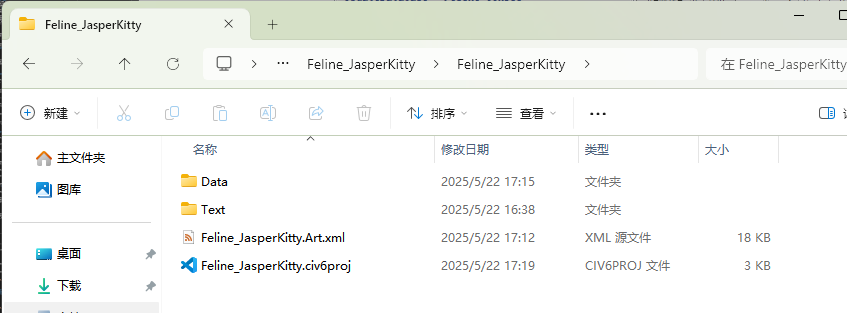 Feline_JasperKitty
Feline_JasperKitty Feline_JasperKitty 在 Feline_JasperKitty
新建 排序 查看
名称 修改日期 类型 大小
主文件夹
Data 2025/5/22 17:15 文件夹
图库
Text 2025/5/22 16:38 文件夹
Feline_JasperKitty.Art.xml 2025/5/22 17:12 XML 源文件 18 KB
桌面
Feline_JasperKitty.civ6proj 2025/5/22 17:19 CIV6PROJ 文件 3 KB
下载